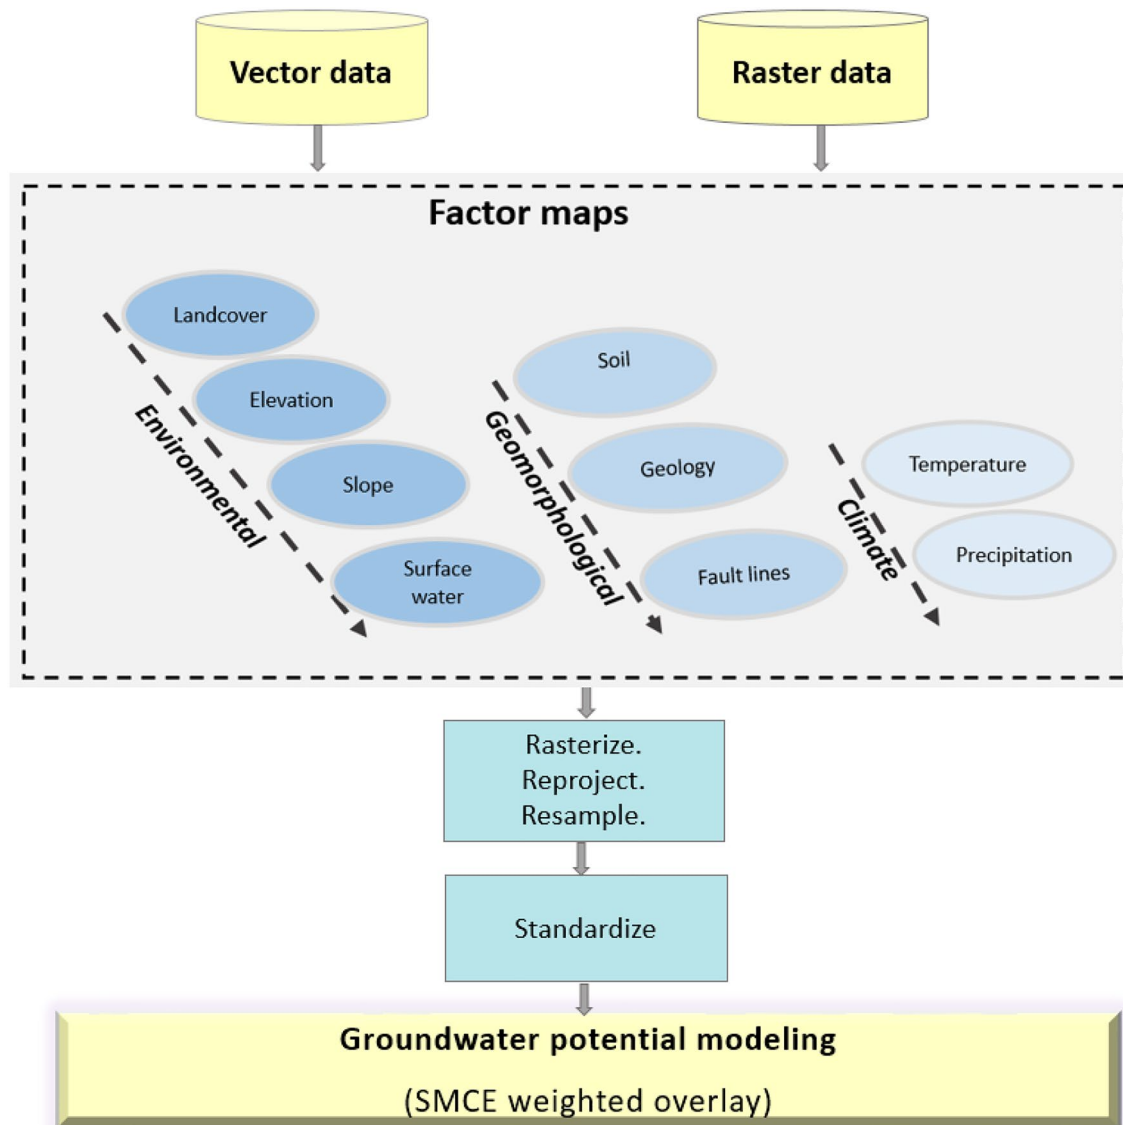 Vector data
Raster data
Factor maps
Landcover
Elevation
Slope
Surface
water
Environmental
Soil
Geology
Fault lines
Geomorphological
Temperature
Precipitation
Climate
Rasterize.
Reproject.
Resample.
Standardize
Groundwater potential modeling
(SMCE weighted overlay)